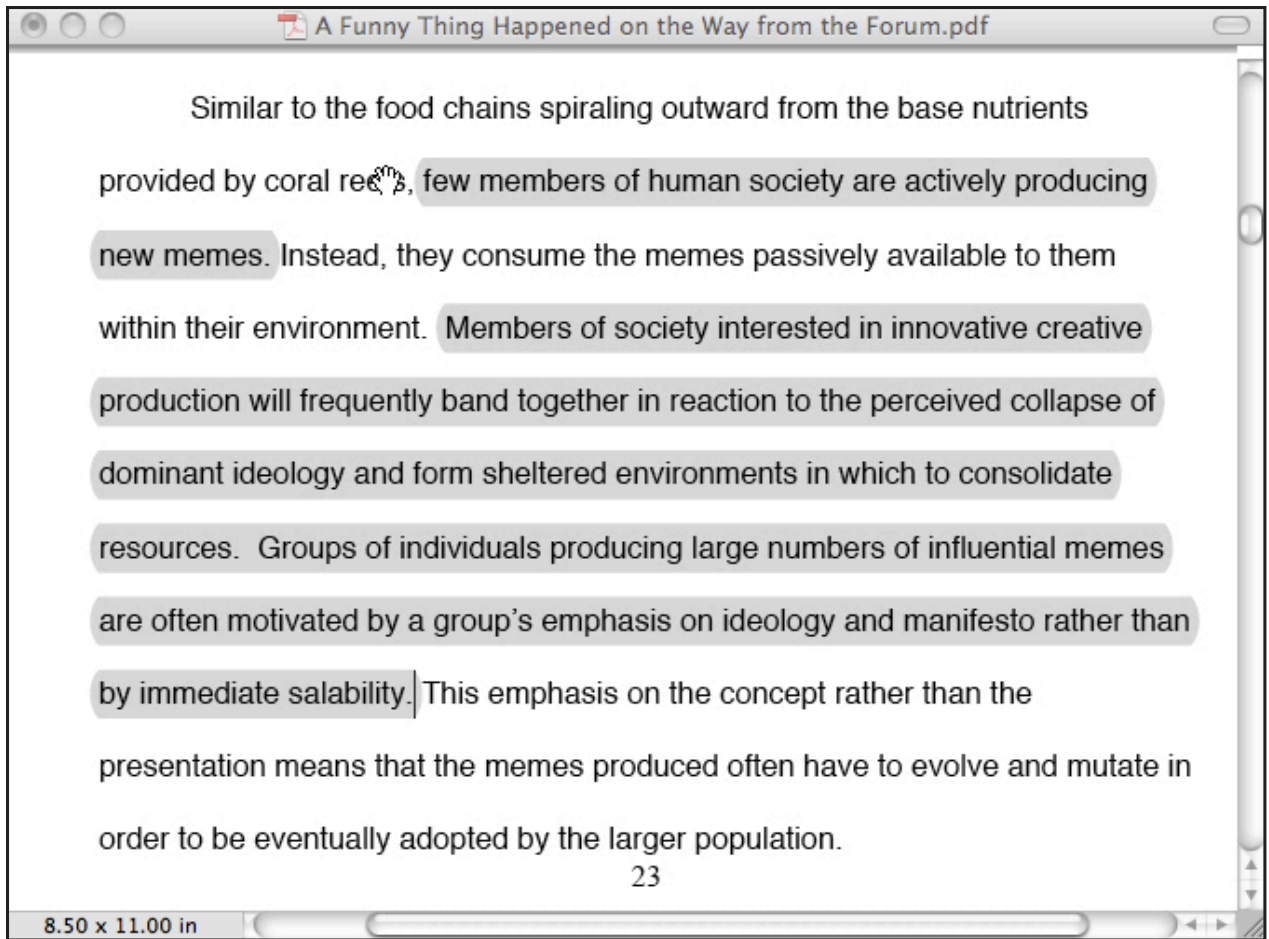 A Funny Thing Happened on the Way from the Forum.pdf
Similar to the food chains spiraling outward from the base nutrients
provided by coral reefs, few members of human society are actively producing
new memes. Instead, they consume the memes passively available to them
within their environment. Members of society interested in innovative creative
production will frequently band together in reaction to the perceived collapse of
dominant ideology and form sheltered environments in which to consolidate
resources. Groups of individuals producing large numbers of influential memes
are often motivated by a group's emphasis on ideology and manifesto rather than
by immediate salability. This emphasis on the concept rather than the
presentation means that the memes produced often have to evolve and mutate in
order to be eventually adopted by the larger population.
23
8.50 x 11.00 in